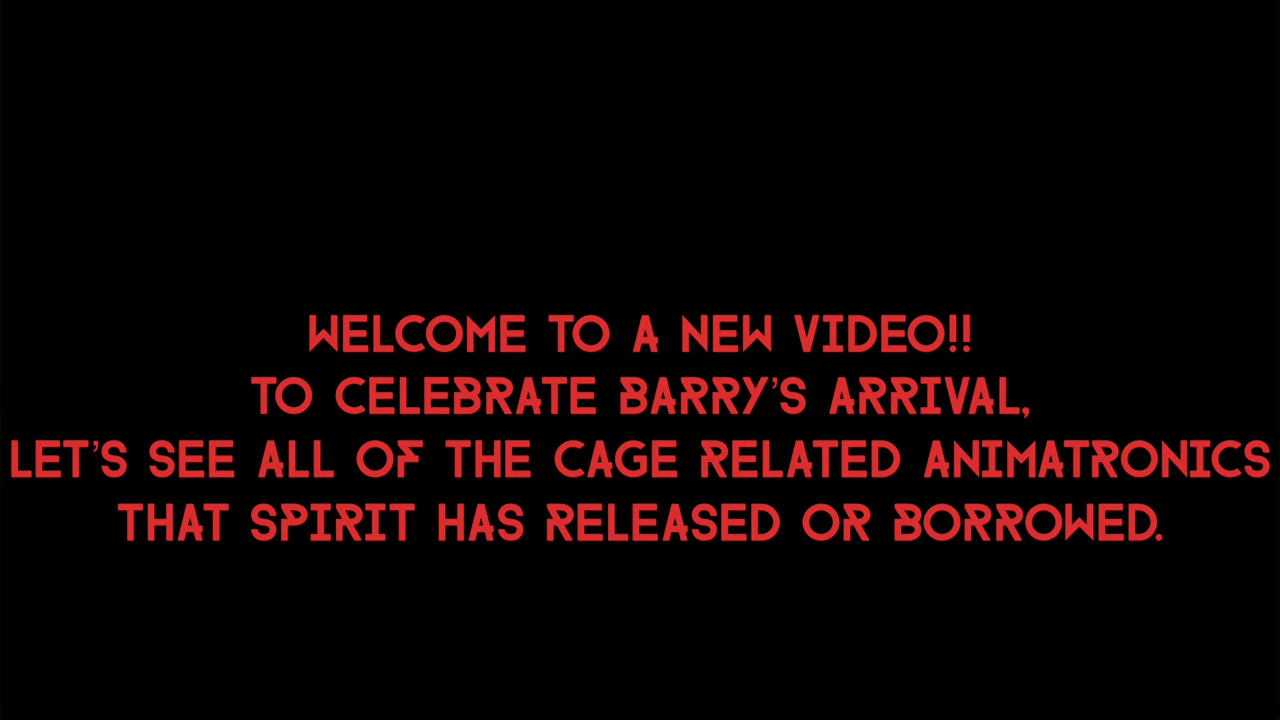 WELCOME TO A NEW VIDEO!!
TO CELEBRATE BARRY'S ARRIVAL,
LET'S SEE ALL OF THE CAGE RELATED ANIMATRONICS
THAT SPIRIT HAS RELEASED OR BORROWED.